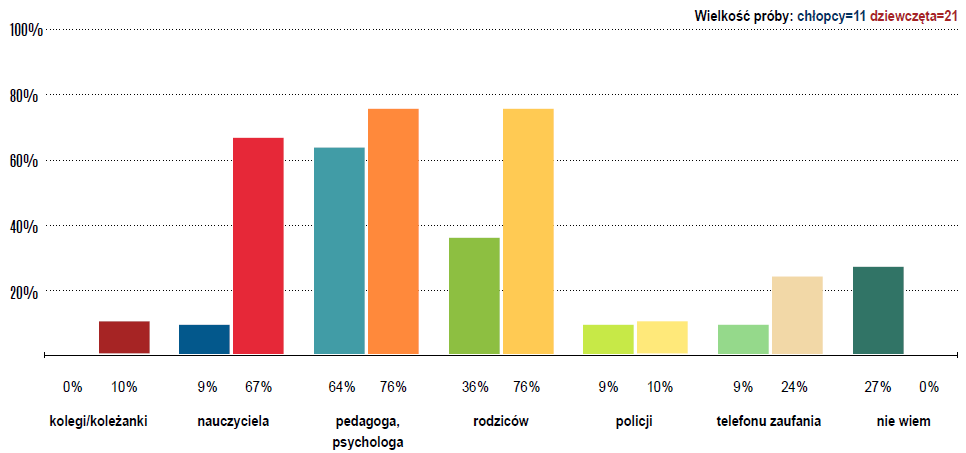 Wielkość próby: chłopcy=11 dziewczęta=21
100%
80%
60%
40%
20%
0% 10% 9% 67% 64% 76% 36% 76% 9% 10% 9% 24% 27% 0%
kolegi/koleżanki nauczyciela pedagoga, rodziców policji telefonu zaufania nie wiem
psychologa